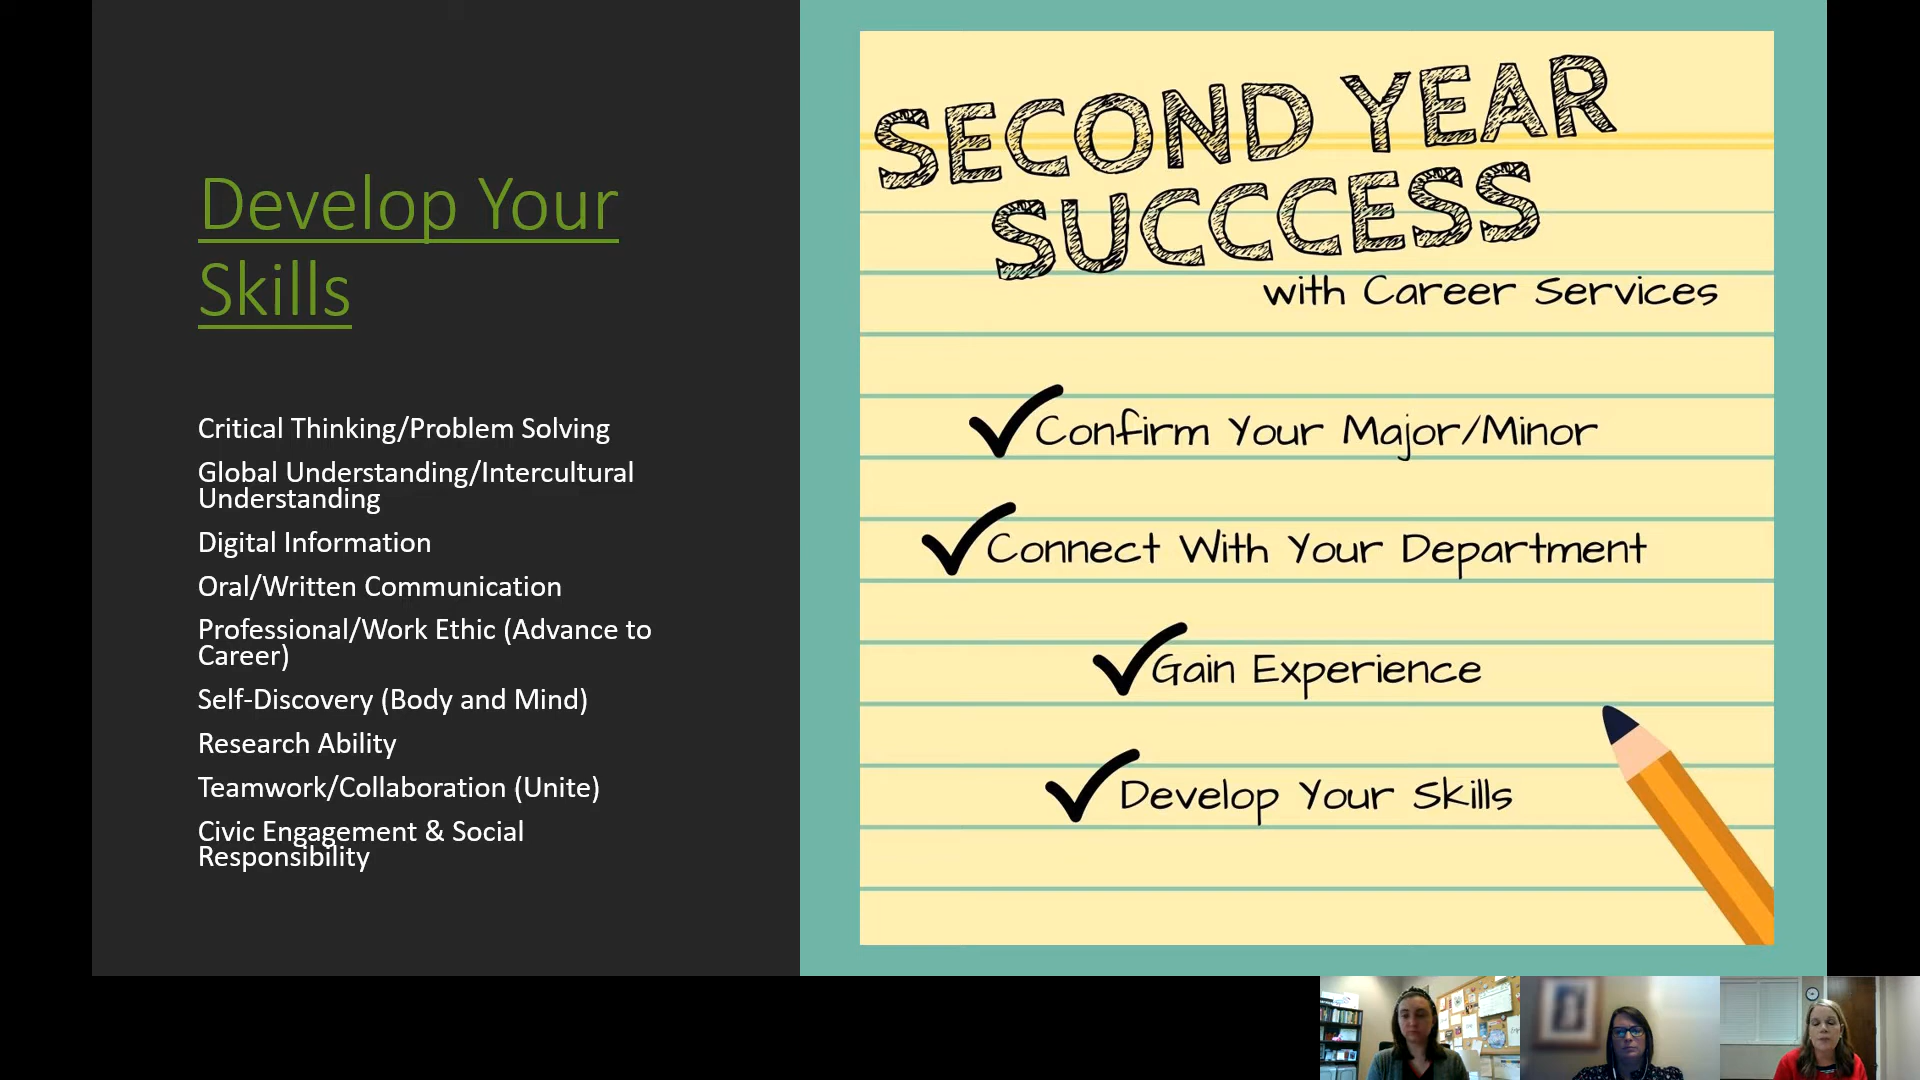 Develop Your
Skills
Critical Thinking/Problem Solving
Global Understanding/Intercultural
Understanding
Digital Information
Oral/Written Communication
Professional/Work Ethic (Advance to
Career)
Self-Discovery (Body and Mind)
Research Ability
Teamwork/Collaboration (Unite)
Civic Engagement & Social
Responsibility
SECOND YEAR
SUCCCESS
with Career Services
Confirm Your Major/Minor
Connect With Your Department
Gain Experience
Develop Your Skills